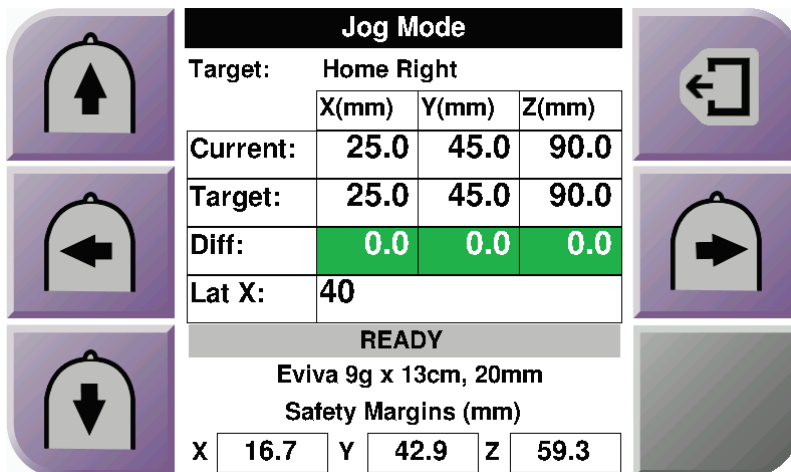 Jog Mode
Target: Home Right
X(mm) Y(mm) Z(mm)
Current: 25.0 45.0 90.0
Target: 25.0 45.0 90.0
Diff: 0.0 0.0 0.0
Lat X: 40
READY
Eviva 9g x 13cm, 20mm
Safety Margins (mm)
X 16.7 Y 42.9 Z 59.3